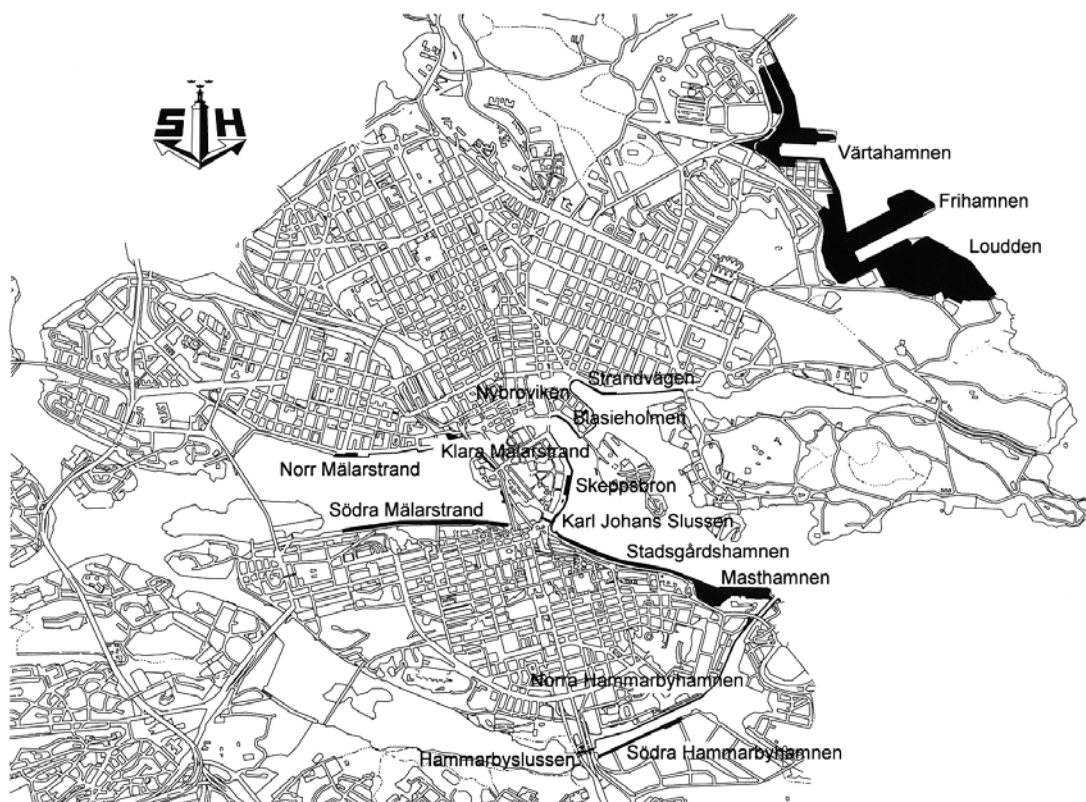 S H
Värtahamnen
Frihamnen
Loudden
Strandvägen
Nybroviken
Blasieholmen
Klara Mälarstrand
Norr Mälarstrand
Skeppsbron
Södra Mälarstrand
Karl Johans Slussen
Stadsgårdshamnen
Masthamnen
Norra Hammarbyhamnen
Södra Hammarbyhamnen
Hammarbyslussen